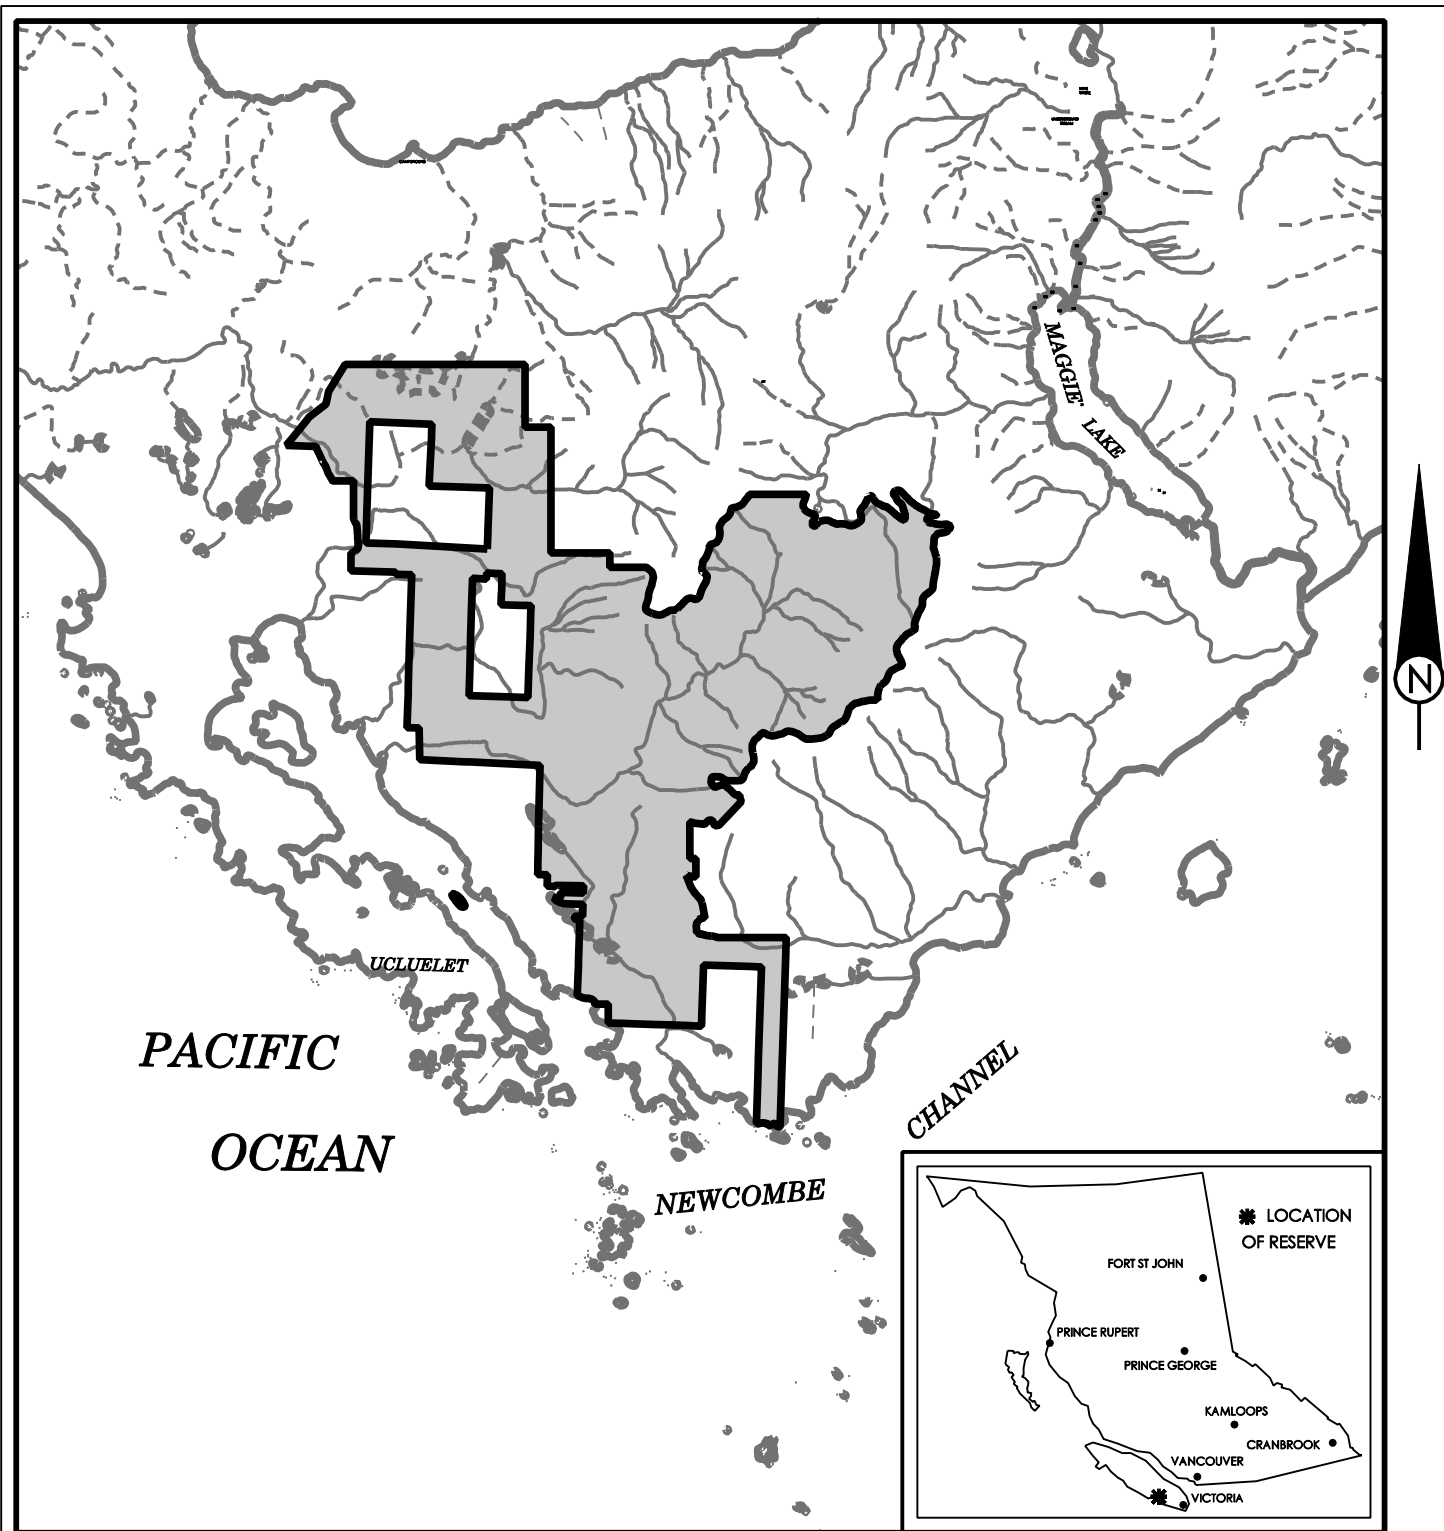 MAGGIE
LAKE
N
UCLUELET
PACIFIC
OCEAN
CHANNEL
NEWCOMBE
LOCATION
OF RESERVE
FORT ST JOHN
PRINCE RUPERT
PRINCE GEORGE
KAMLOOPS
CRANBROOK
VANCOUVER
VICTORIA